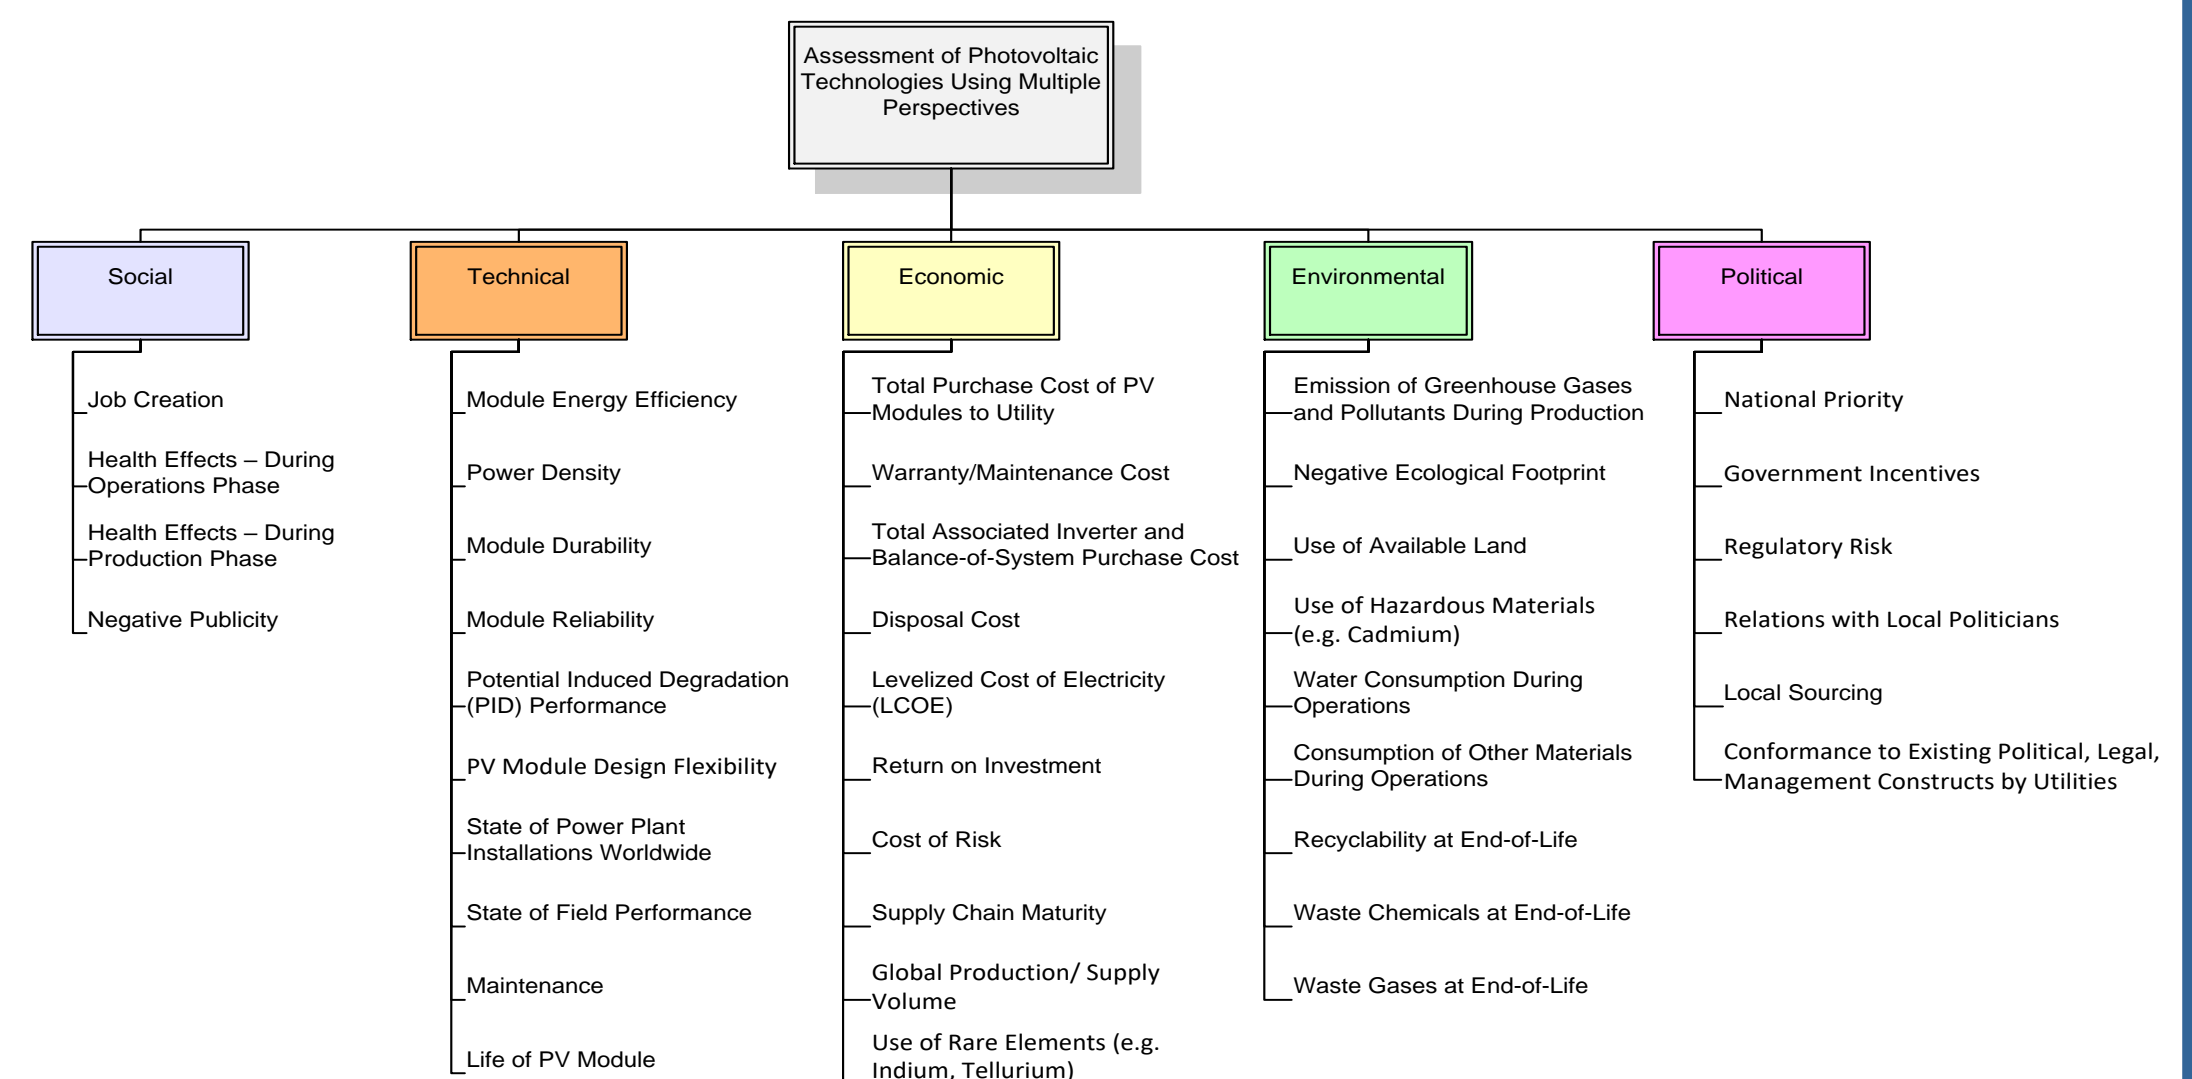 Assessment of Photovoltaic
Technologies Using Multiple
Perspectives
Social
Technical
Economic
Environmental
Political
Job Creation
Health Effects – During
Operations Phase
Health Effects – During
Production Phase
Negative Publicity
Module Energy Efficiency
Power Density
Module Durability
Module Reliability
Potential Induced Degradation
(PID) Performance
PV Module Design Flexibility
State of Power Plant
Installations Worldwide
State of Field Performance
Maintenance
Life of PV Module
Total Purchase Cost of PV
Modules to Utility
Warranty/Maintenance Cost
Total Associated Inverter and
Balance-of-System Purchase Cost
Disposal Cost
Levelized Cost of Electricity
(LCOE)
Return on Investment
Cost of Risk
Supply Chain Maturity
Global Production/ Supply
Volume
Use of Rare Elements (e.g.
Indium, Tellurium)
Emission of Greenhouse Gases
and Pollutants During Production
Negative Ecological Footprint
Use of Available Land
Use of Hazardous Materials
(e.g. Cadmium)
Water Consumption During
Operations
Consumption of Other Materials
During Operations
Recyclability at End-of-Life
Waste Chemicals at End-of-Life
Waste Gases at End-of-Life
National Priority
Government Incentives
Regulatory Risk
Relations with Local Politicians
Local Sourcing
Conformance to Existing Political, Legal,
Management Constructs by Utilities